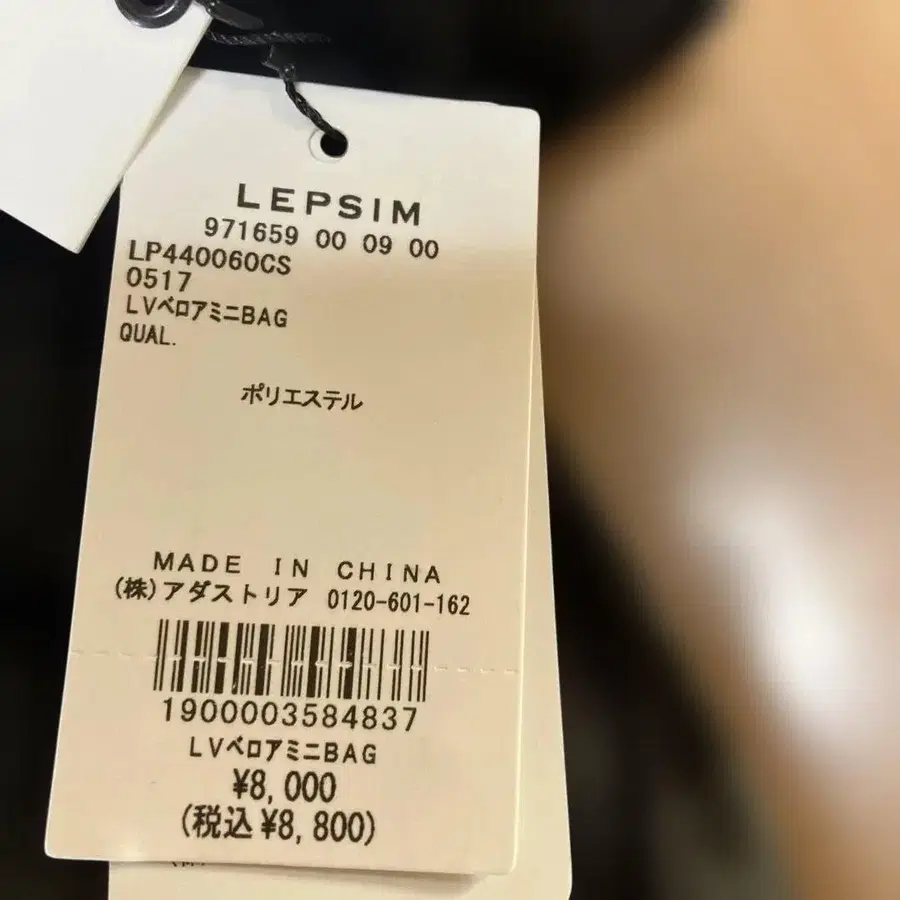 LEPSIM
971659 00 09 00
LP440060CS
0517
LVベロアミニBAG
QUAL.
ポリエステル
MADE IN CHINA
(株)アダストリア 0120-601-162
1900003584837
LVベロアミニBAG
¥8,000
(税込¥8,800)